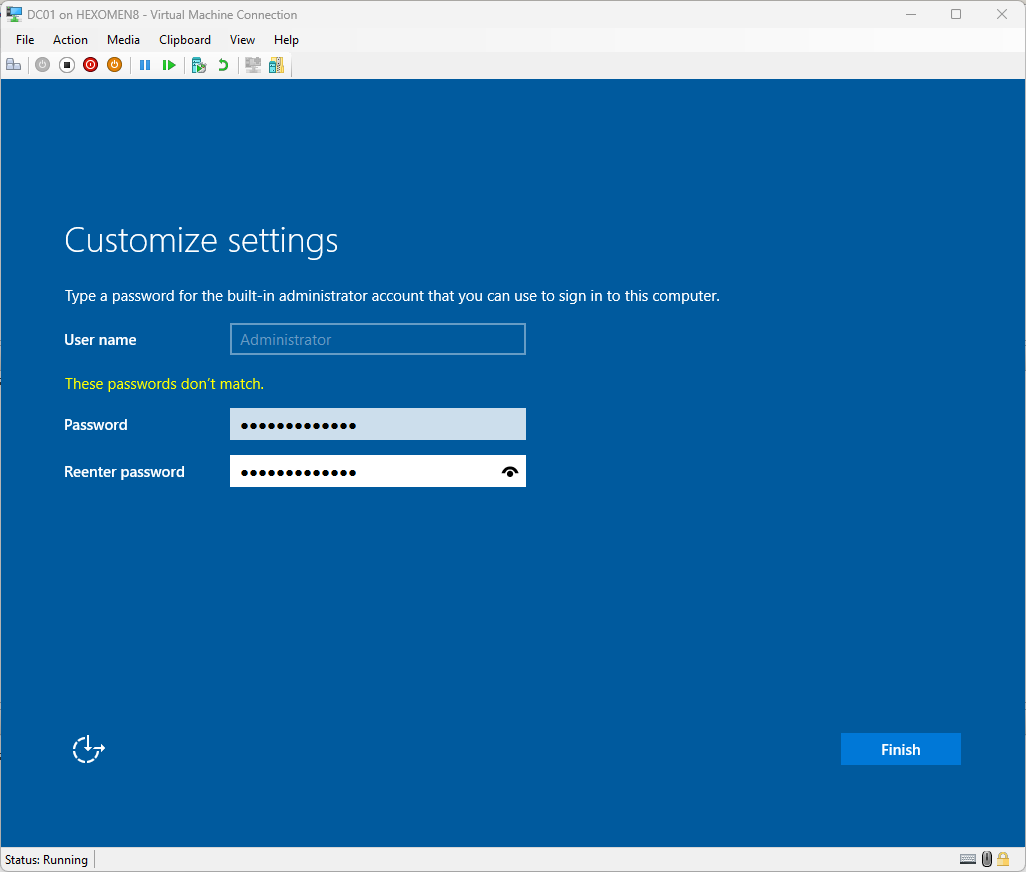 DC01 on HEXOMEN8 - Virtual Machine Connection
File Action Media Clipboard View Help
Customize settings
Type a password for the built-in administrator account that you can use to sign in to this computer.
User name Administrator
These passwords don't match.
Password •••••••••••••
Reenter password •••••••••••••
Finish
Status: Running